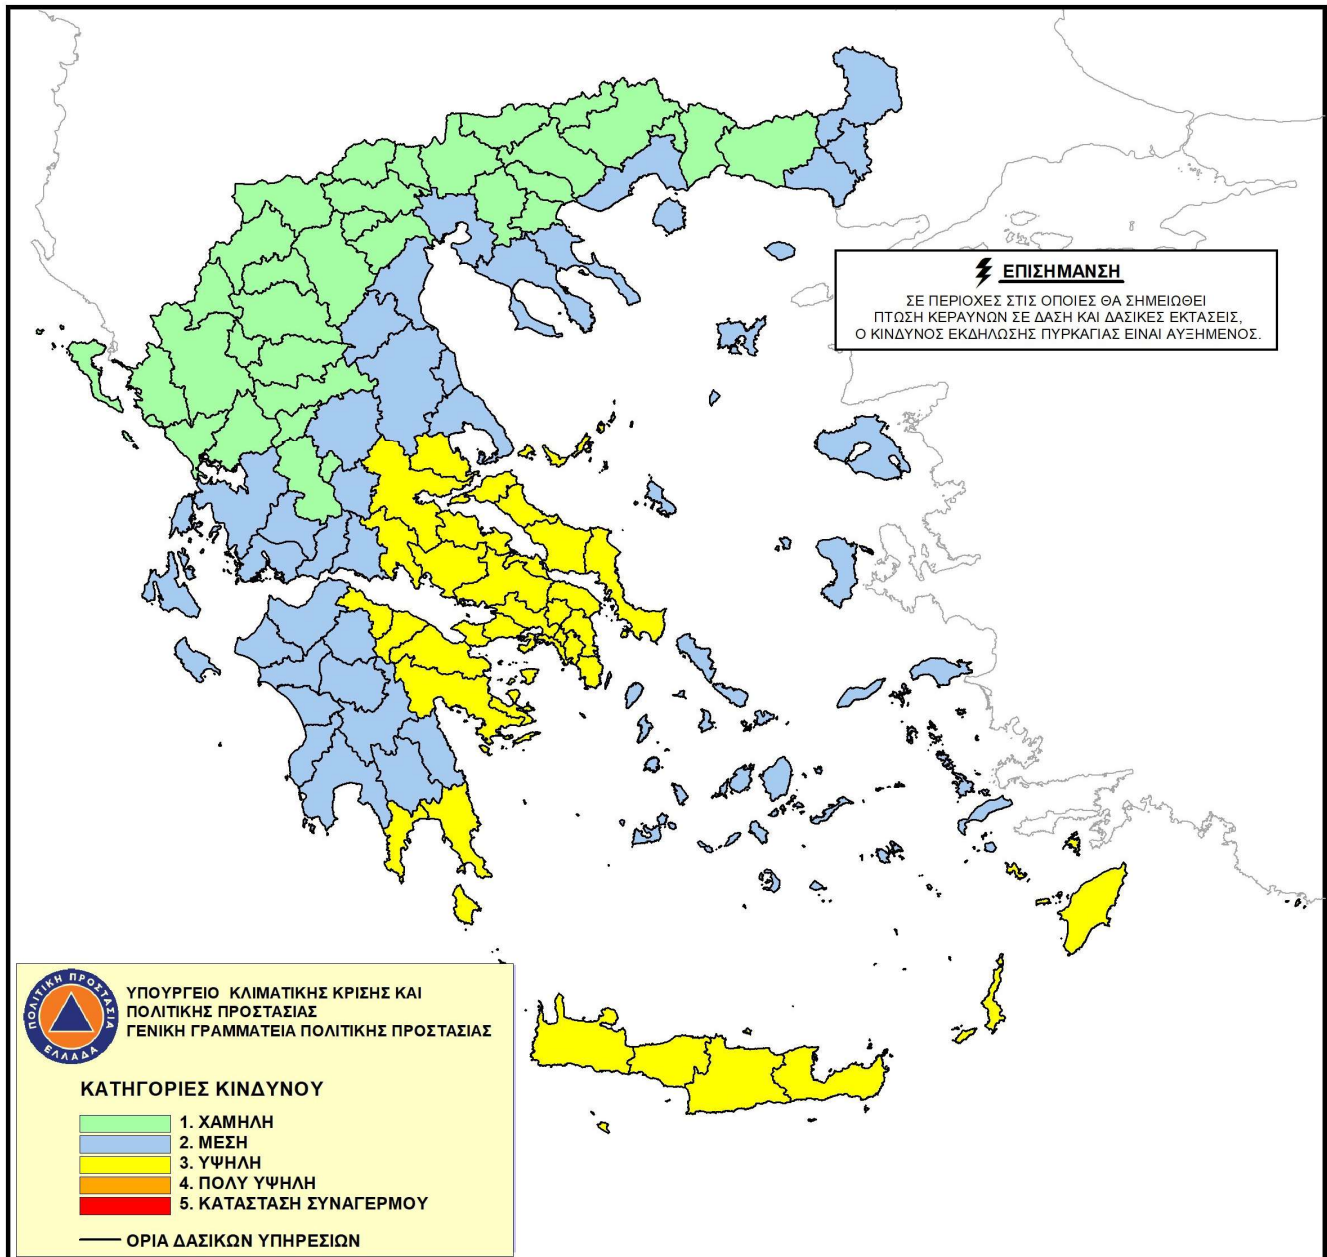 ΕΠΙΣΗΜΑΝΣΗ
ΣΕ ΠΕΡΙΟΧΕΣ ΣΤΙΣ ΟΠΟΙΕΣ ΘΑ ΣΗΜΕΙΩΘΕΙ
ΠΤΩΣΗ ΚΕΡΑΥΝΩΝ ΣΕ ΔΑΣΗ ΚΑΙ ΔΑΣΙΚΕΣ ΕΚΤΑΣΕΙΣ,
Ο ΚΙΝΔΥΝΟΣ ΕΚΔΗΛΩΣΗΣ ΠΥΡΚΑΓΙΑΣ ΕΙΝΑΙ ΑΥΞΗΜΕΝΟΣ.
ΠΟΛΙΤΙΚΗ ΠΡΟΣΤΑΣΙΑ
ΕΛΛΑΔΑ
ΥΠΟΥΡΓΕΙΟ ΚΛΙΜΑΤΙΚΗΣ ΚΡΙΣΗΣ ΚΑΙ
ΠΟΛΙΤΙΚΗΣ ΠΡΟΣΤΑΣΙΑΣ
ΓΕΝΙΚΗ ΓΡΑΜΜΑΤΕΙΑ ΠΟΛΙΤΙΚΗΣ ΠΡΟΣΤΑΣΙΑΣ
ΚΑΤΗΓΟΡΙΕΣ ΚΙΝΔΥΝΟΥ
1. ΧΑΜΗΛΗ
2. ΜΕΣΗ
3. ΥΨΗΛΗ
4. ΠΟΛΥ ΥΨΗΛΗ
5. ΚΑΤΑΣΤΑΣΗ ΣΥΝΑΓΕΡΜΟΥ
ΟΡΙΑ ΔΑΣΙΚΩΝ ΥΠΗΡΕΣΙΩΝ